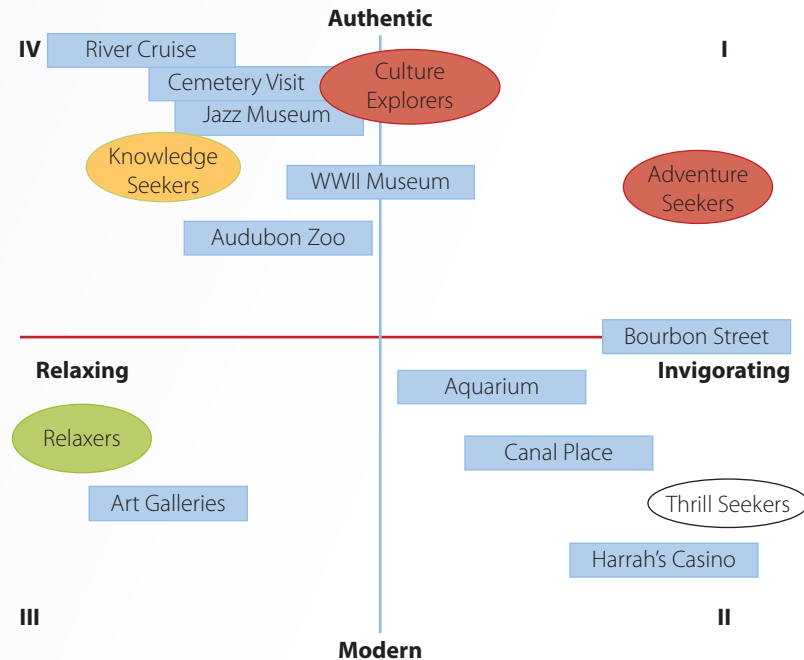 Authentic
IV
River Cruise
I
Culture
Explorers
Cemetery Visit
Jazz Museum
Knowledge
Seekers
WWII Museum
Adventure
Seekers
Audubon Zoo
Bourbon Street
Relaxing
Invigorating
Aquarium
Relaxers
Canal Place
Art Galleries
Thrill Seekers
Harrah’s Casino
III
II
Modern